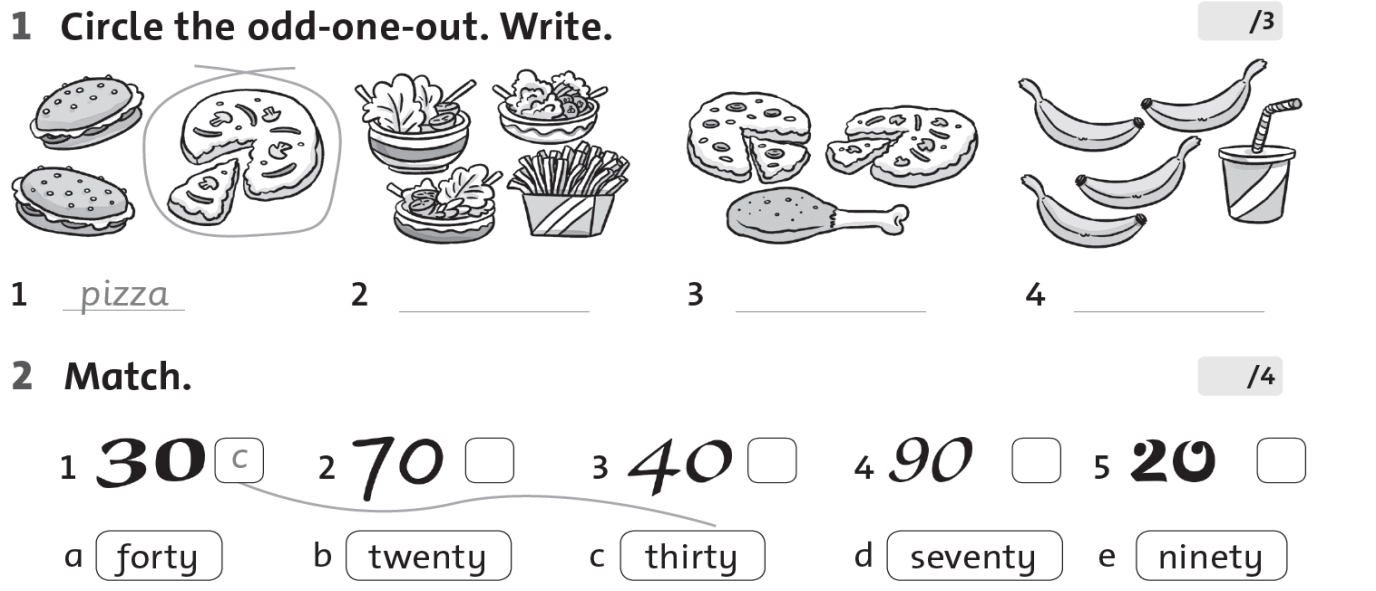 1 Circle the odd-one-out. Write. /3
1 pizza 2 3 4
2 Match. /4
1 30 c 2 70 3 40 4 90 5 20
a forty b twenty c thirty d seventy e ninety